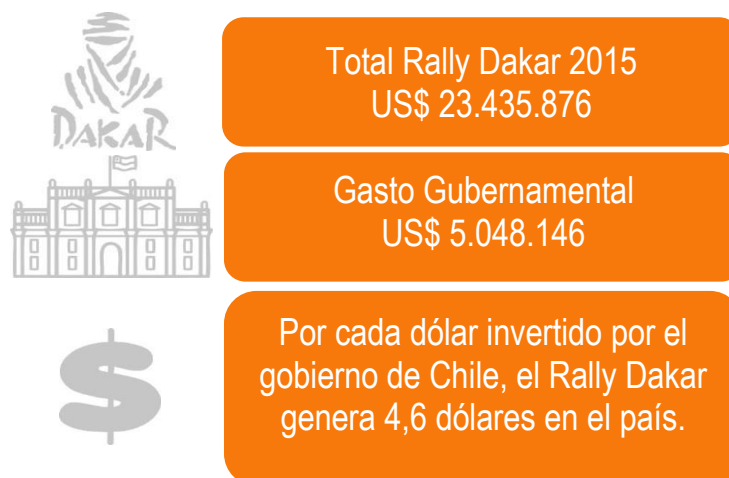 DAKAR
Total Rally Dakar 2015
US$ 23.435.876
Gasto Gubernamental
US$ 5.048.146
$
Por cada dólar invertido por el
gobierno de Chile, el Rally Dakar
genera 4,6 dólares en el país.